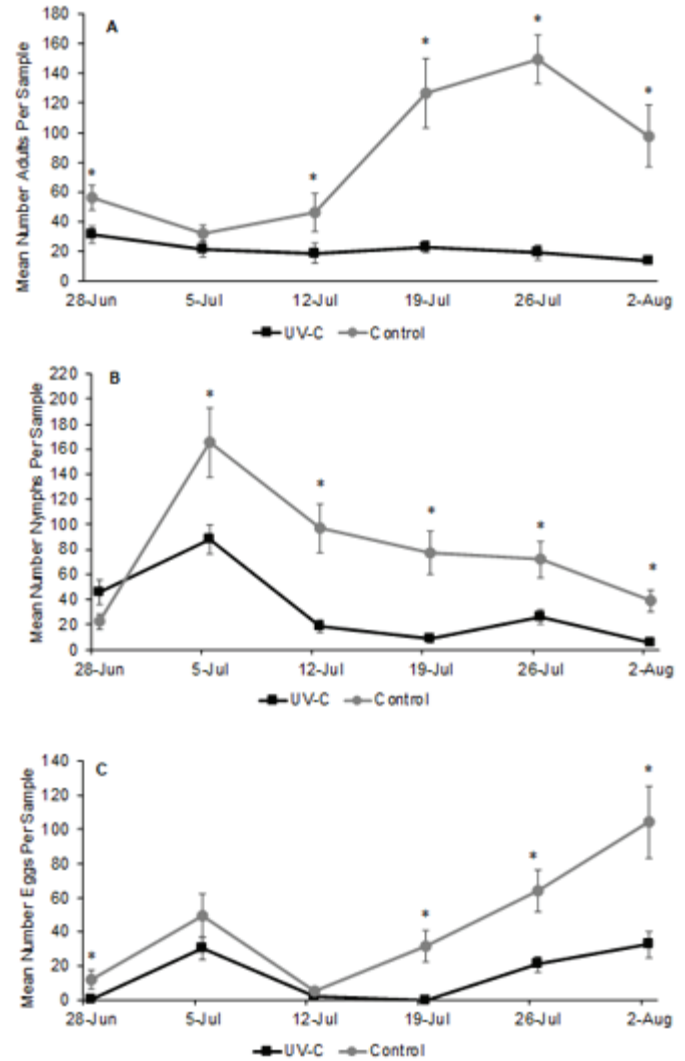 A
Mean Number Adults Per Sample
180
160
140
120
100
80
60
40
20
0
* * * * *
28-Jun 5-Jul 12-Jul 19-Jul 26-Jul 2-Aug
UV-C Control
B
Mean Number Nymphs Per Sample
220
200
180
160
140
120
100
80
60
40
20
0
* * * * *
28-Jun 5-Jul 12-Jul 19-Jul 26-Jul 2-Aug
UV-C Control
C
Mean Number Eggs Per Sample
140
120
100
80
60
40
20
0
* * * *
28-Jun 5-Jul 12-Jul 19-Jul 26-Jul 2-Aug
UV-C Control